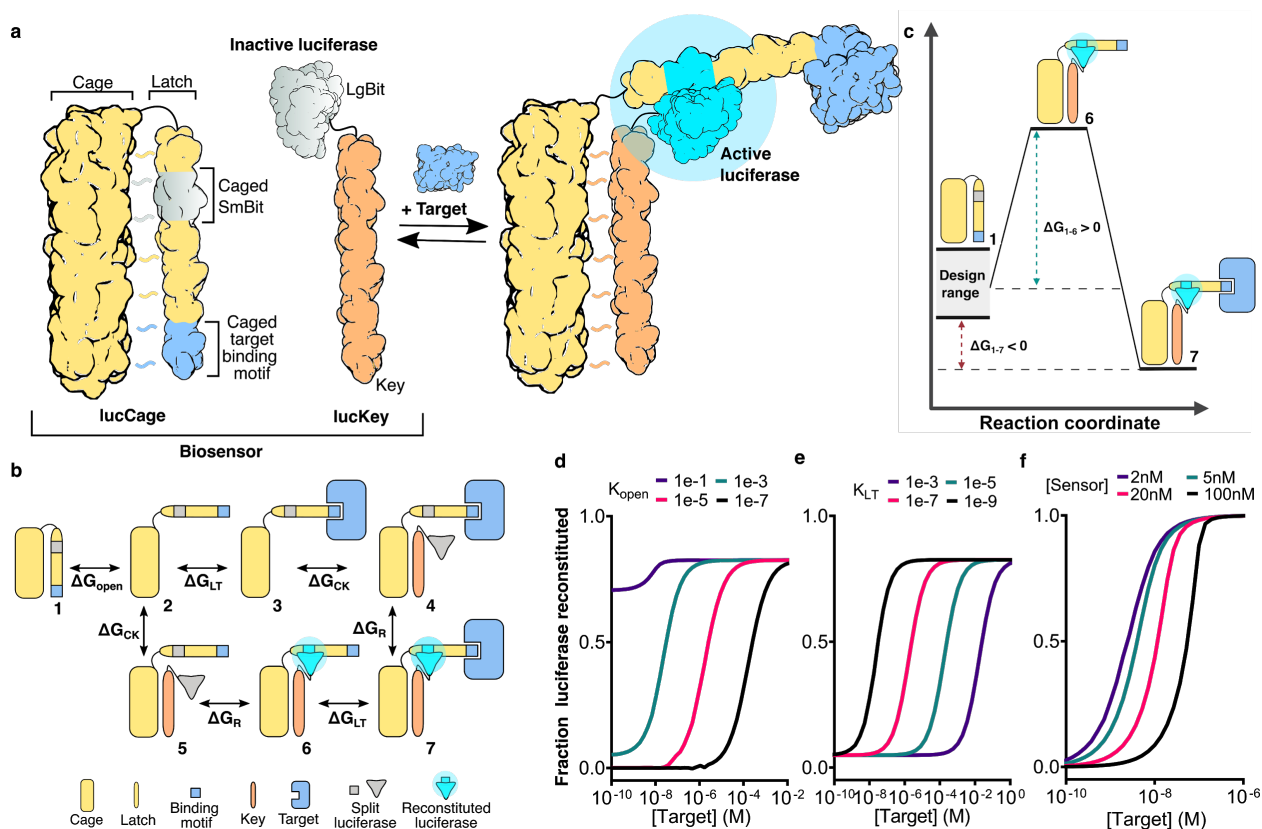 a
Cage
Latch
Inactive luciferase
LgBit
Caged
SmBit
+ Target
Active
luciferase
Caged
target
binding
motif
Key
lucCage
lucKey
Biosensor
c
6
1
ΔG1-6 > 0
Design
range
ΔG1-7 < 0
7
Reaction coordinate
b
ΔGopen
ΔGLT
ΔGCK
1
2
3
4
ΔGCK
ΔGR
ΔGR
ΔGLT
5
6
7
Cage
Latch
Binding
motif
Key
Target
Split
luciferase
Reconstituted
luciferase
d
Kopen
1e-1
1e-3
1e-5
1e-7
Fraction luciferase reconstituted
1.0
0.5
0.0
10-10
10-8
10-6
10-4
10-2
[Target] (M)
e
KLT
1e-3
1e-5
1e-7
1e-9
1.0
0.5
0.0
10-10
10-8
10-6
10-4
10-2
100
[Target] (M)
f
[Sensor]
2nM
5nM
20nM
100nM
1.0
0.5
0.0
10-10
10-8
10-6
[Target] (M)